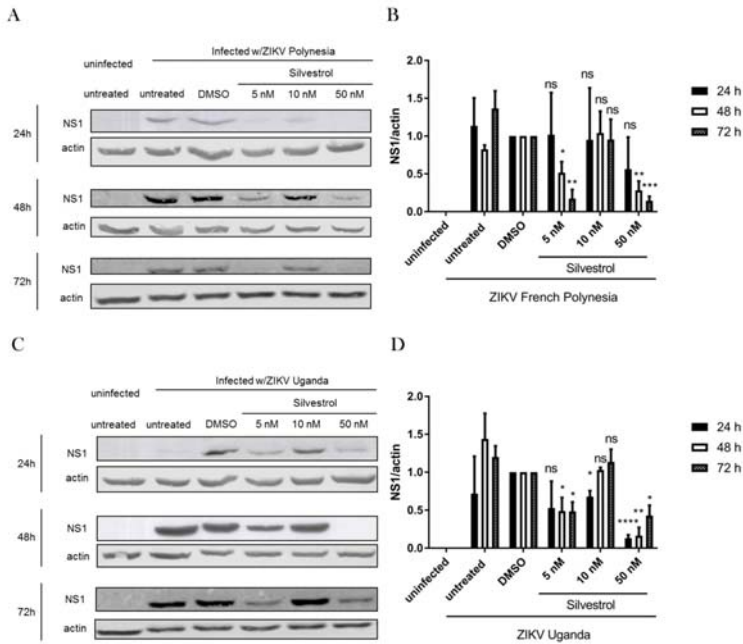 A
Infected w/ZIKV Polynesia
uninfected
Silvestrol
untreated untreated DMSO 5 nM 10 nM 50 nM
24h
NS1
actin
48h
NS1
actin
72h
NS1
actin
B
NS1/actin
2.0
1.5
1.0
0.5
0.0
ns * **
ns ns ns
ns ** ***
24 h
48 h
72 h
uninfected
untreated
DMSO
5 nM
10 nM
50 nM
Silvestrol
ZIKV French Polynesia
C
Infected w/ZIKV Uganda
uninfected
Silvestrol
untreated untreated DMSO 5 nM 10 nM 50 nM
24h
NS1
actin
48h
NS1
actin
72h
NS1
actin
D
NS1/actin
2.0
1.5
1.0
0.5
0.0
ns * *
* ns ns
**** ** *
24 h
48 h
72 h
uninfected
untreated
DMSO
5 nM
10 nM
50 nM
Silvestrol
ZIKV Uganda